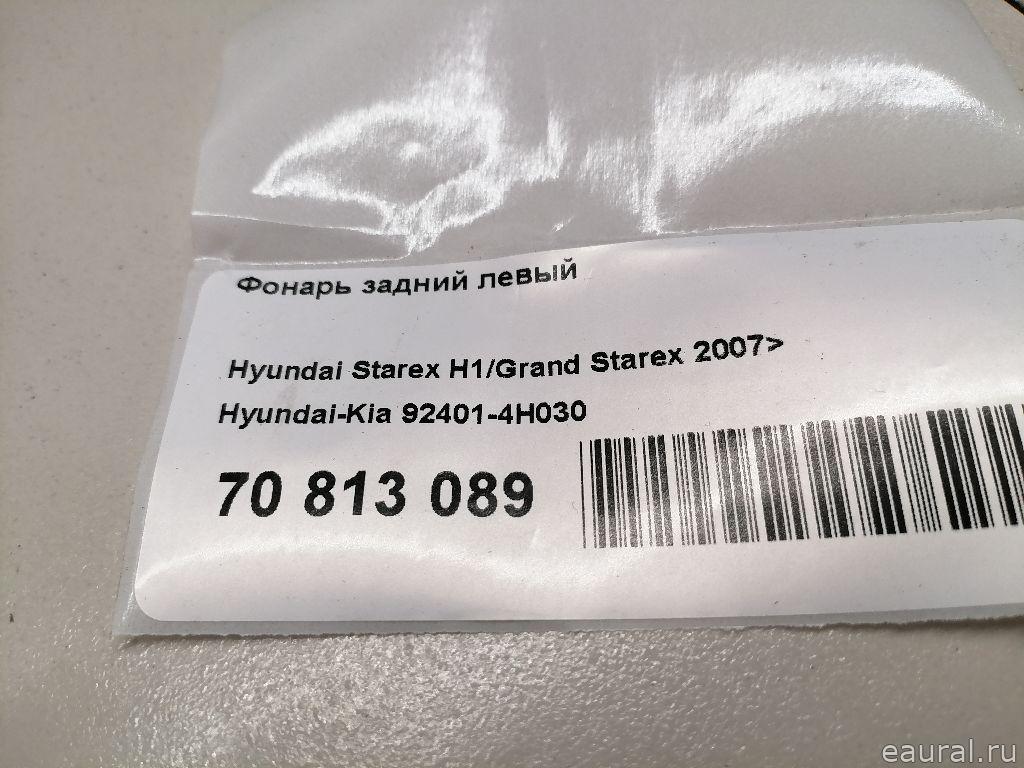 Фонарь задний левый
Hyundai Starex H1/Grand Starex 2007>
Hyundai-Kia 92401-4H030
70 813 089
eaural.ru